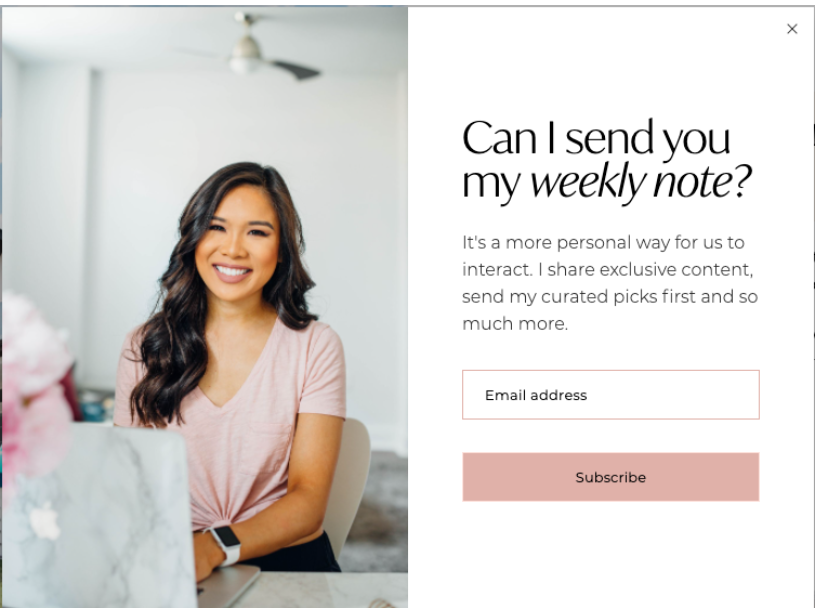 Can I send you
my weekly note?
It's a more personal way for us to
interact. I share exclusive content,
send my curated picks first and so
much more.
Email address
Subscribe